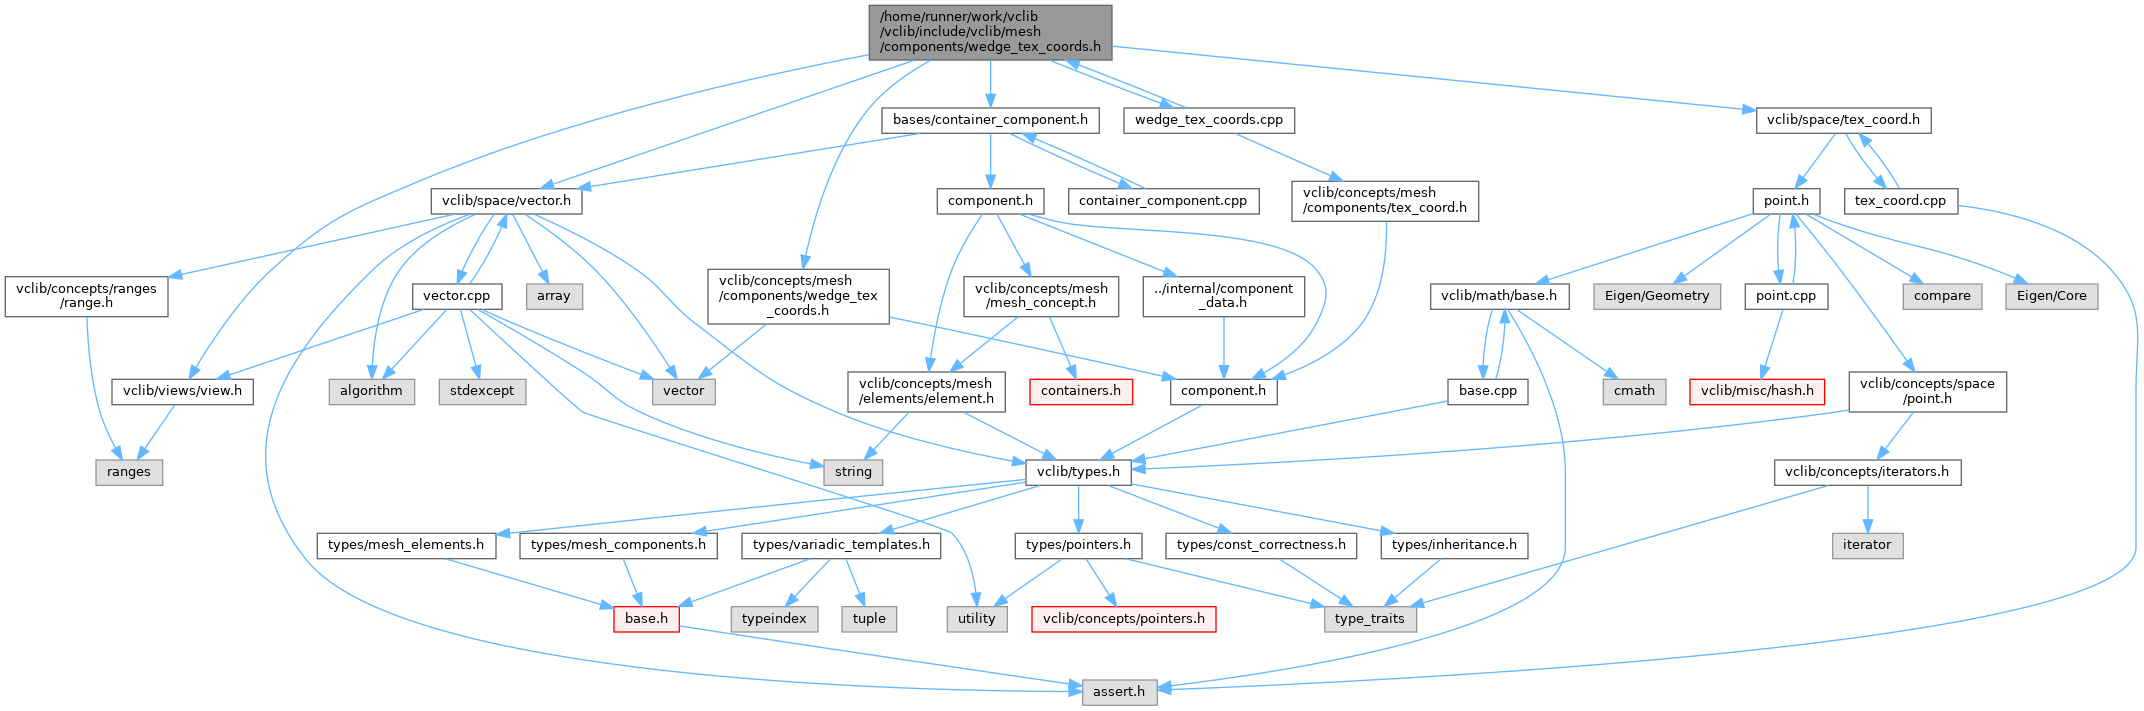 /home/runner/work/vclib
/vclib/include/vclib/mesh
/components/wedge_tex_coords.h
bases/container_component.h
wedge_tex_coords.cpp
vclib/space/tex_coord.h
vclib/space/vector.h
component.h
container_component.cpp
vclib/concepts/mesh
/components/tex_coord.h
point.h
tex_coord.cpp
vclib/concepts/ranges
/range.h
vector.cpp
array
vclib/concepts/mesh
/components/wedge_tex
_coords.h
vclib/concepts/mesh
/mesh_concept.h
../internal/component
_data.h
vclib/math/base.h
Eigen/Geometry
point.cpp
compare
Eigen/Core
vclib/views/view.h
algorithm
stdexcept
vector
vclib/concepts/mesh
/elements/element.h
containers.h
component.h
base.cpp
cmath
vclib/misc/hash.h
vclib/concepts/space
/point.h
ranges
string
vclib/types.h
vclib/concepts/iterators.h
types/mesh_elements.h
types/mesh_components.h
types/variadic_templates.h
types/pointers.h
types/const_correctness.h
types/inheritance.h
iterator
base.h
typeindex
tuple
utility
vclib/concepts/pointers.h
type_traits
assert.h